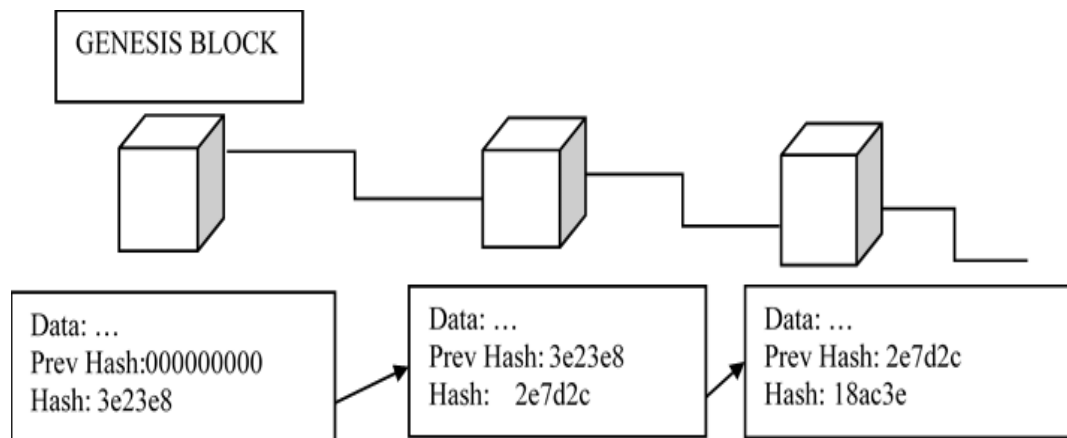 GENESIS BLOCK
Data: …
Prev Hash:000000000
Hash: 3e23e8
Data: …
Prev Hash: 3e23e8
Hash: 2e7d2c
Data: …
Prev Hash: 2e7d2c
Hash: 18ac3e